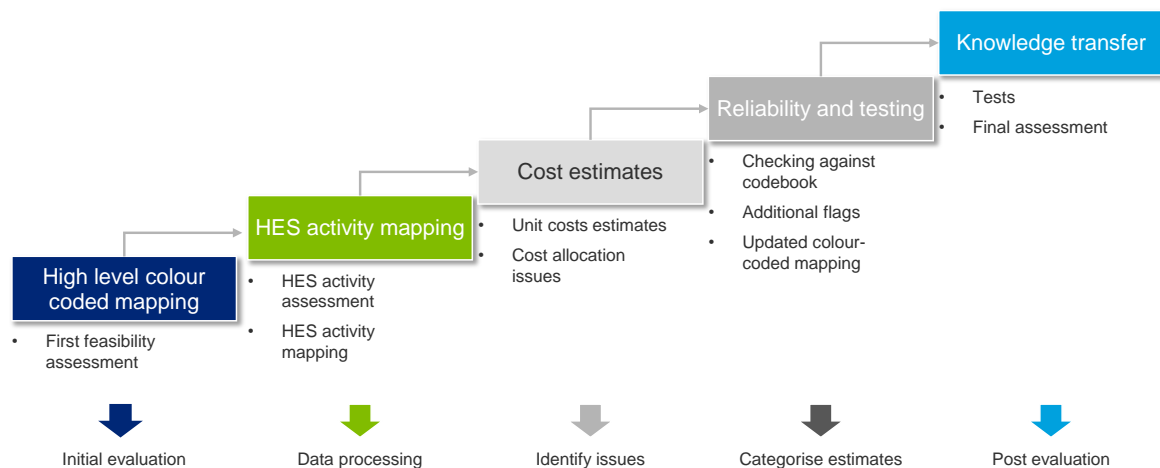 Knowledge transfer
• Tests
• Final assessment
Reliability and testing
• Checking against
codebook
• Additional flags
• Updated colour-
coded mapping
Cost estimates
• Unit costs estimates
• Cost allocation
issues
HES activity mapping
• HES activity
assessment
• HES activity
mapping
High level colour
coded mapping
• First feasibility
assessment
Initial evaluation
Data processing
Identify issues
Categorise estimates
Post evaluation